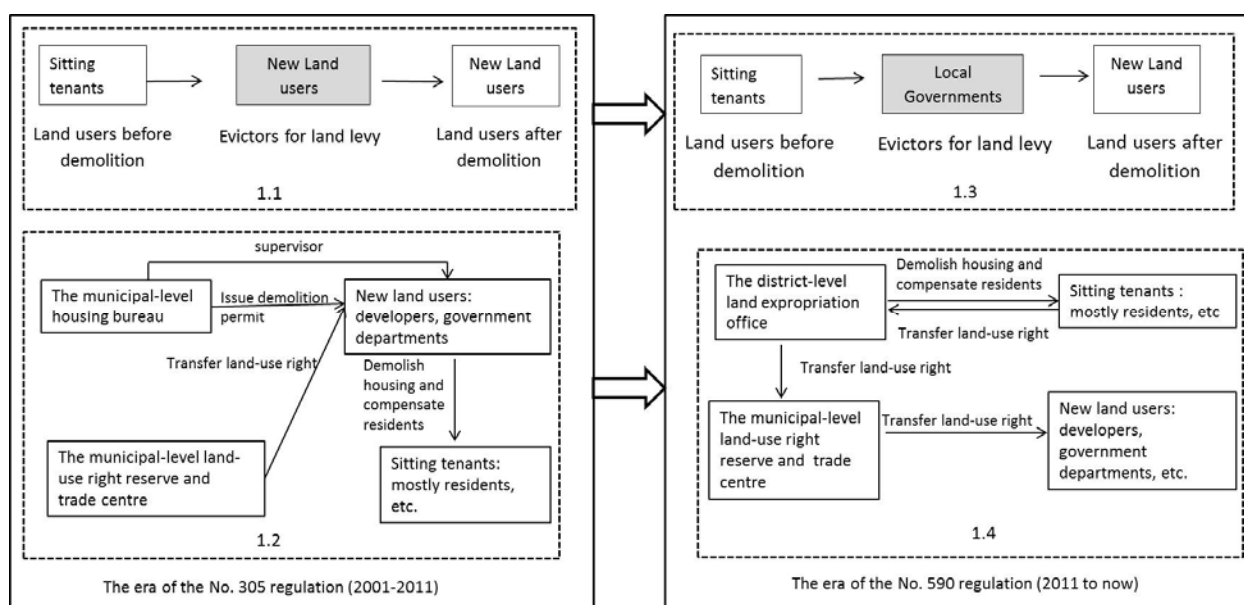 Sitting
tenants
New Land
users
New Land
users
Land users before
demolition
Evictors for land levy
Land users after
demolition
1.1
supervisor
The municipal-level
housing bureau
Issue demolition
permit
New land users:
developers, government
departments
Transfer land-use right
Demolish
housing and
compensate
residents
The municipal-level land-
use right reserve and
trade centre
Sitting tenants:
mostly residents,
etc.
1.2
The era of the No. 305 regulation (2001-2011)
Sitting
tenants
Local
Governments
New Land
users
Land users before
demolition
Evictors for land levy
Land users after
demolition
1.3
The district-level
land expropriation
office
Demolish housing and
compensate residents
Sitting tenants :
mostly residents, etc
Transfer land-use right
Transfer land-use right
The municipal-level
land-use right
reserve and trade
centre
Transfer land-use right
New land users:
developers,
government
departments, etc.
1.4
The era of the No. 590 regulation (2011 to now)